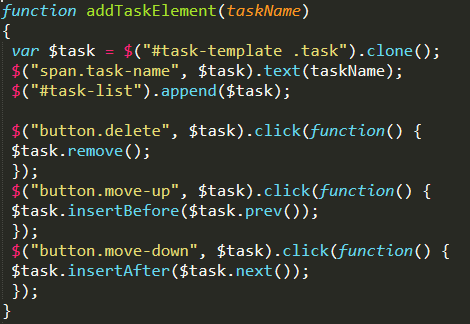 function addTaskElement(taskName)
{
var $task = $("#task-template .task").clone();
$("span.task-name", $task).text(taskName);
$("#task-list").append($task);
$("button.delete", $task).click(function() {
$task.remove();
});
$("button.move-up", $task).click(function() {
$task.insertBefore($task.prev());
});
$("button.move-down", $task).click(function() {
$task.insertAfter($task.next());
});
}